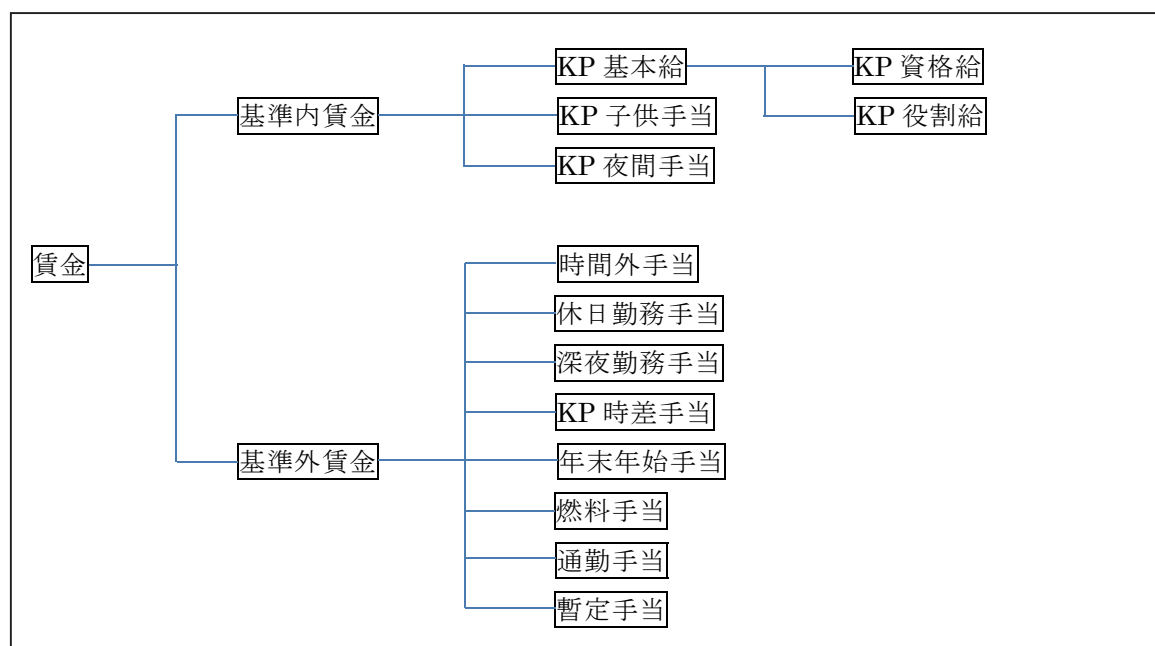 KP 基本給 KP 資格給
基準内賃金 KP 子供手当 KP 役割給
KP 夜間手当
賃金 時間外手当
休日勤務手当
深夜勤務手当
KP 時差手当
基準外賃金 年末年始手当
燃料手当
通勤手当
暫定手当